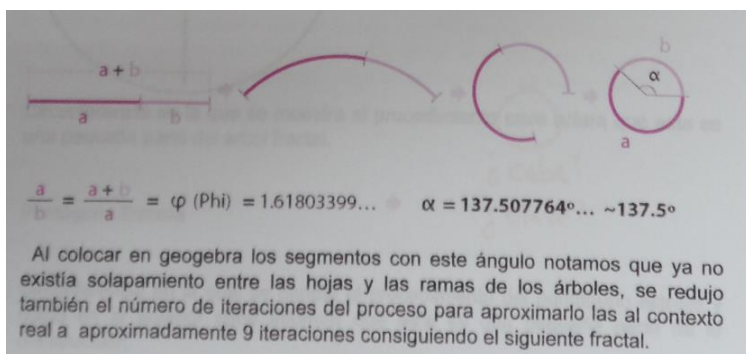 a + b
a b
b
α
a
a/b = a + b/a = φ (Phi) = 1.61803399... α = 137.507764º... ~137.5º
Al colocar en geogebra los segmentos con este ángulo notamos que ya no
existía solapamiento entre las hojas y las ramas de los árboles, se redujo
también el número de iteraciones del proceso para aproximarlo las al contexto
real a aproximadamente 9 iteraciones consiguiendo el siguiente fractal.